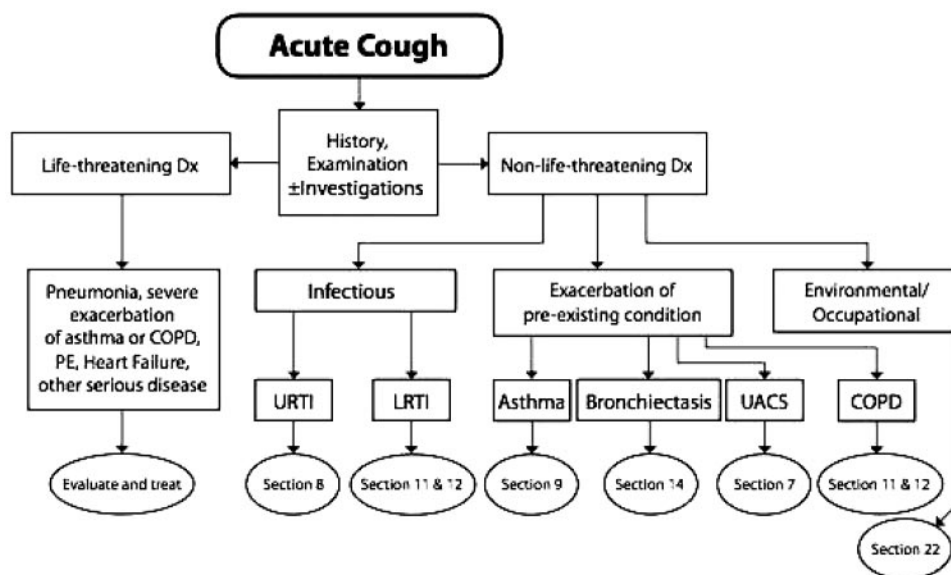 Acute Cough
History,
Examination
±Investigations
Life-threatening Dx
Non-life-threatening Dx
Pneumonia, severe
exacerbation
of asthma or COPD,
PE, Heart Failure,
other serious disease
Infectious
Exacerbation of
pre-existing condition
Environmental/
Occupational
URTI
LRTI
Asthma
Bronchiectasis
UACS
COPD
Evaluate and treat
Section 8
Section 11 & 12
Section 9
Section 14
Section 7
Section 11 & 12
Section 22